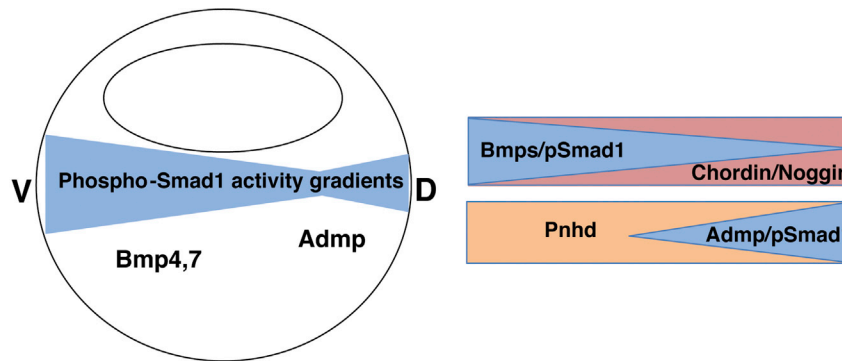 V
Phospho-Smad1 activity gradients
D
Admp
Bmp4,7
Bmps/pSmad1
Chordin/Noggin
Pnhd
Admp/pSmad